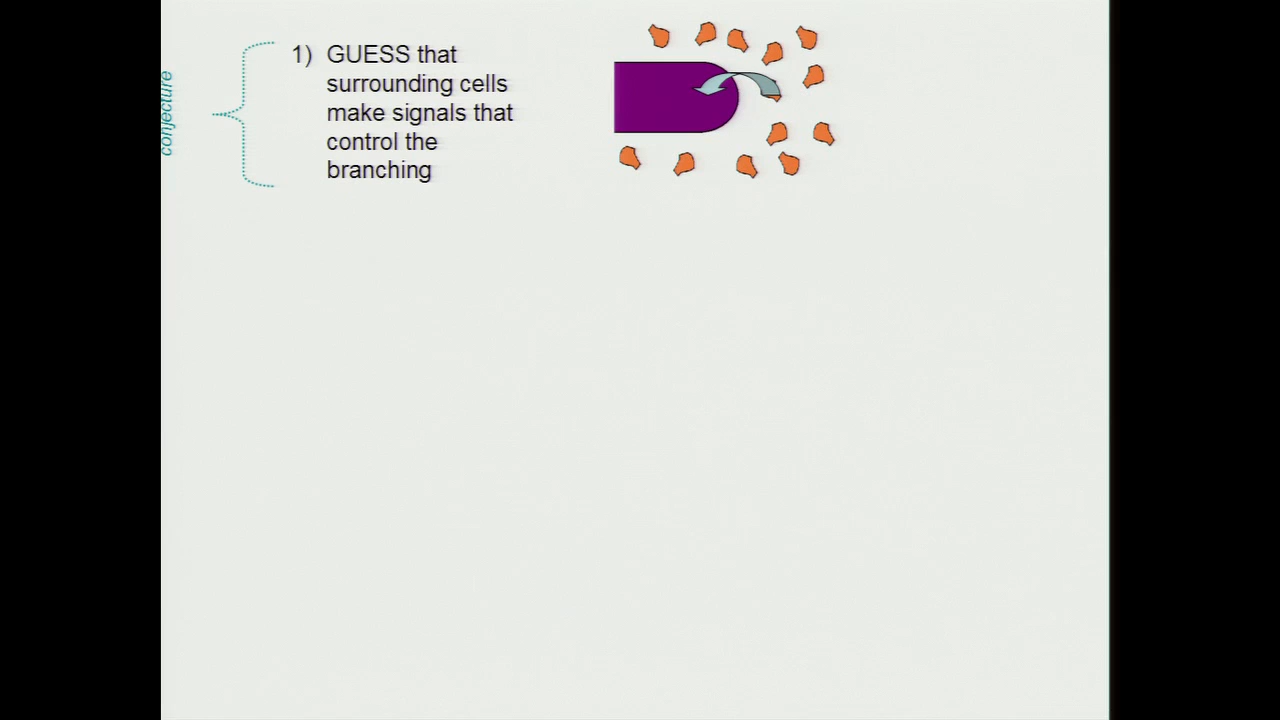 conjecture
1) GUESS that
surrounding cells
make signals that
control the
branching